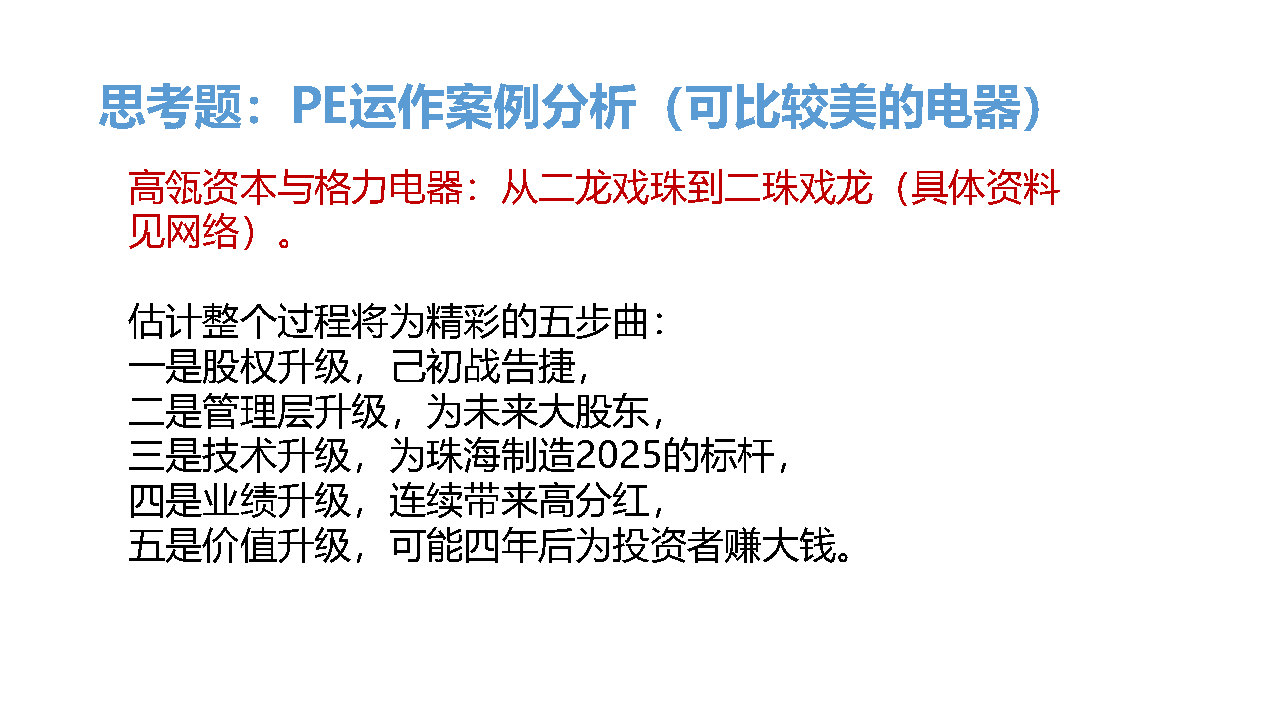 思考题：PE运作案例分析（可比较美的电器）
高瓴资本与格力电器：从二龙戏珠到二珠戏龙（具体资料
见网络）。
估计整个过程将为精彩的五步曲：
一是股权升级，己初战告捷，
二是管理层升级，为未来大股东，
三是技术升级，为珠海制造2025的标杆，
四是业绩升级，连续带来高分红，
五是价值升级，可能四年后为投资者赚大钱。